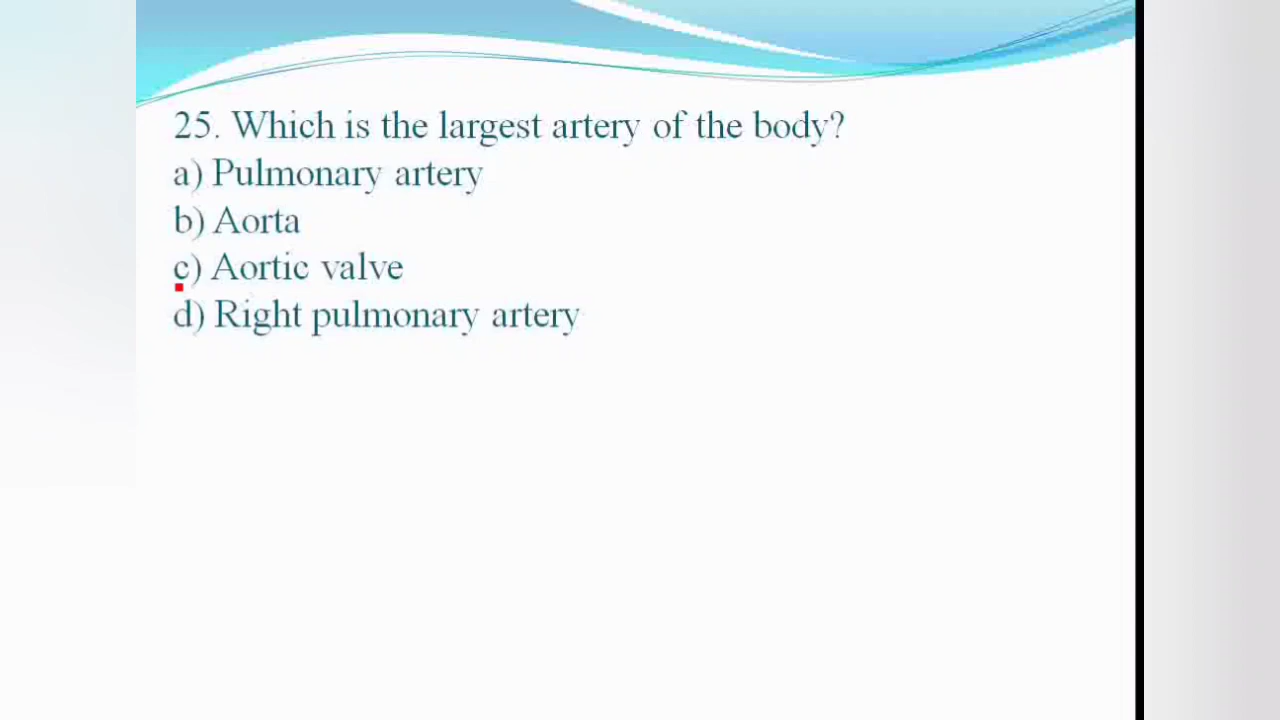 25. Which is the largest artery of the body?
a) Pulmonary artery
b) Aorta
c) Aortic valve
d) Right pulmonary artery